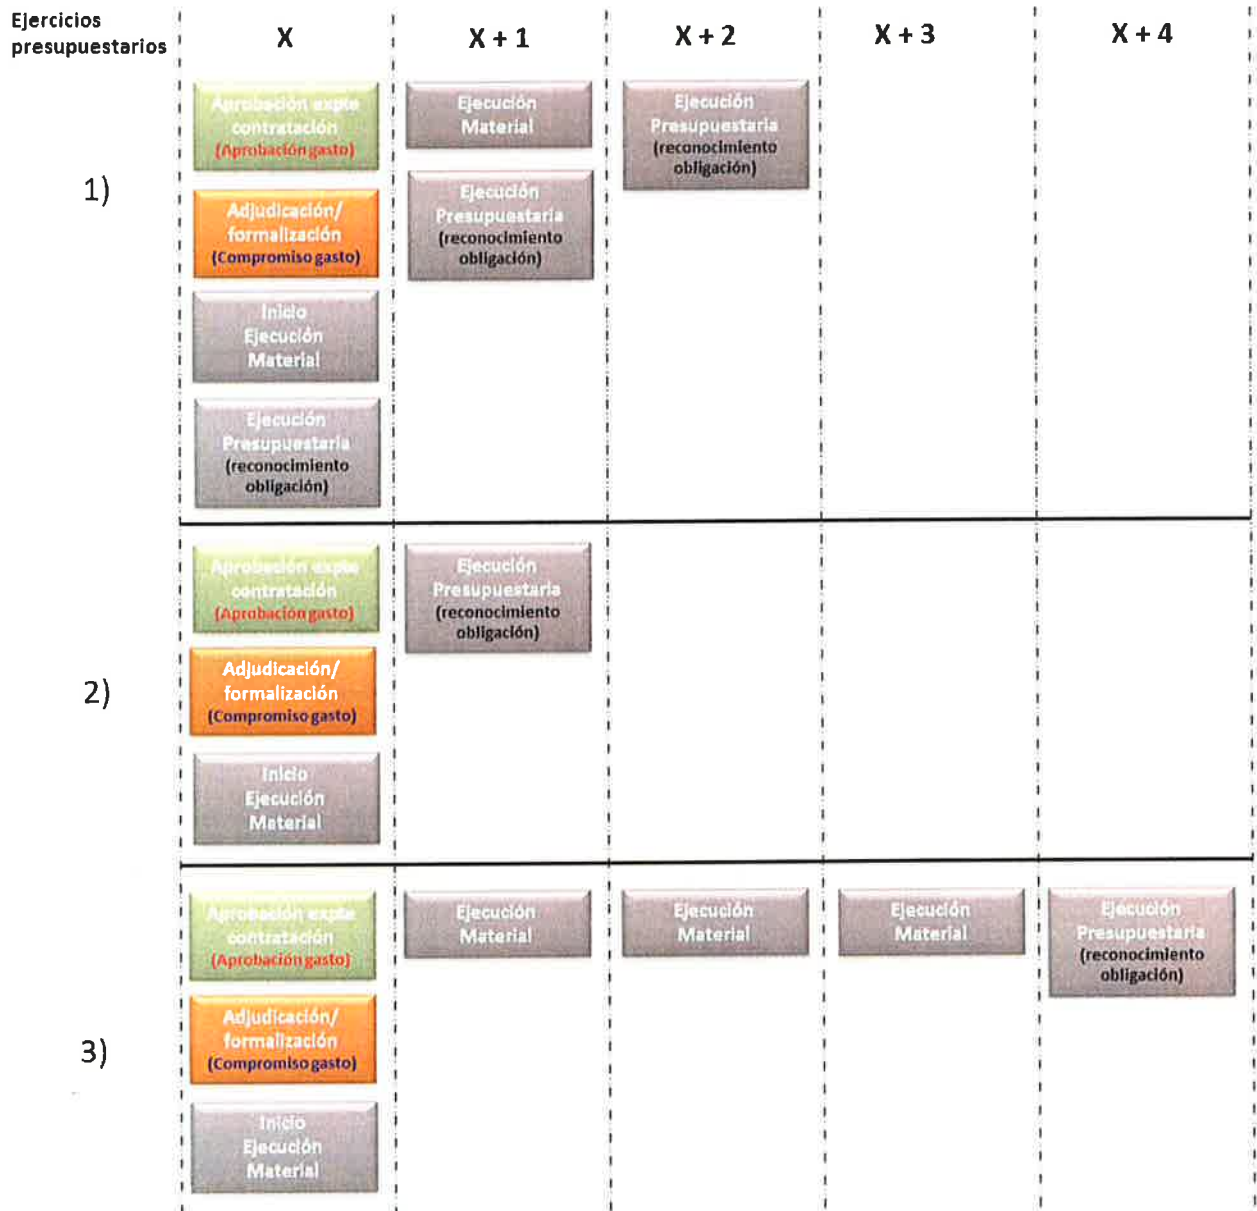 Ejercicios
presupuestarios
X
X + 1
X + 2
X + 3
X + 4
1)
Aprobación expte
contratación
(Aprobación gasto)
Adjudicación/
formalización
(Compromiso gasto)
Inicio
Ejecución
Material
Ejecución
Presupuestaria
(reconocimiento
obligación)
Ejecución
Material
Ejecución
Presupuestaria
(reconocimiento
obligación)
Ejecución
Presupuestaria
(reconocimiento
obligación)
2)
Aprobación expte
contratación
(Aprobación gasto)
Adjudicación/
formalización
(Compromiso gasto)
Inicio
Ejecución
Material
Ejecución
Presupuestaria
(reconocimiento
obligación)
3)
Aprobación expte
contratación
(Aprobación gasto)
Adjudicación/
formalización
(Compromiso gasto)
Inicio
Ejecución
Material
Ejecución
Material
Ejecución
Material
Ejecución
Material
Ejecución
Presupuestaria
(reconocimiento
obligación)